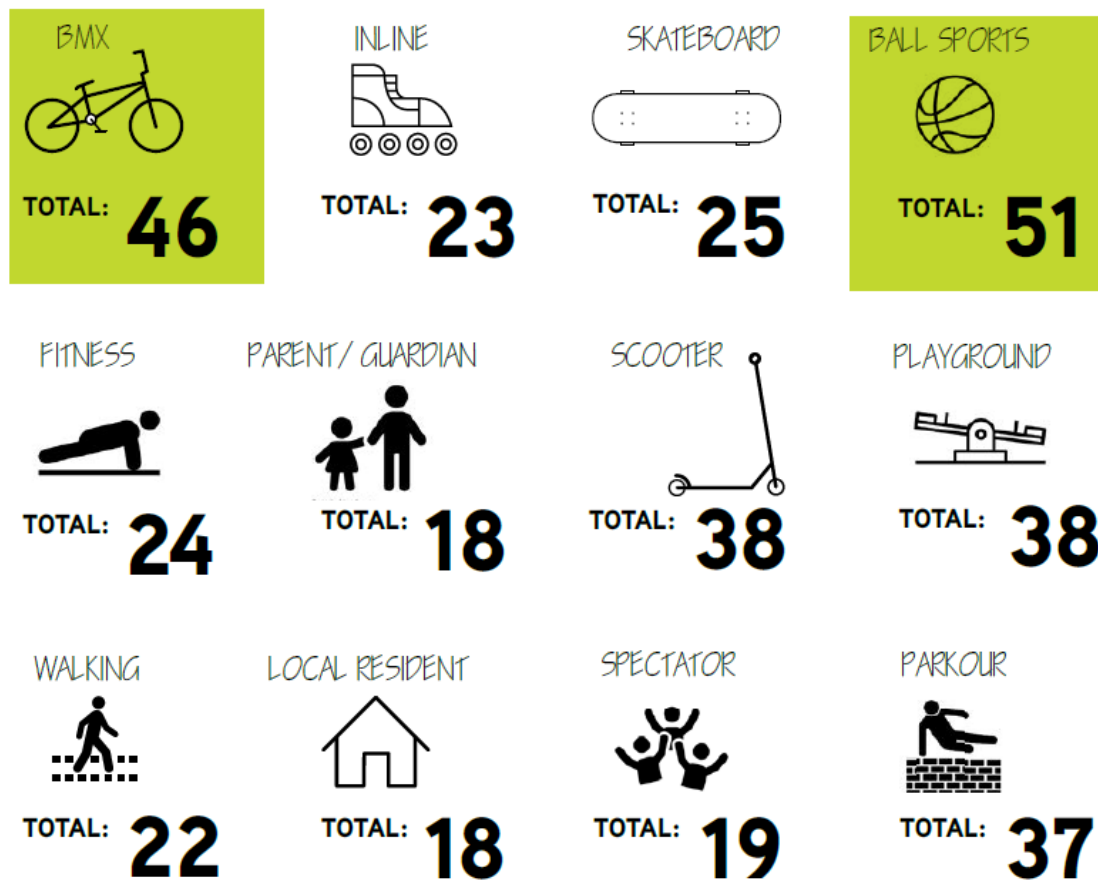 BMX
INLINE
SKATEBOARD
BALL SPORTS
TOTAL: 46
TOTAL: 23
TOTAL: 25
TOTAL: 51
FITNESS
PARENT/ GUARDIAN
SCOOTER
PLAYGROUND
TOTAL: 24
TOTAL: 18
TOTAL: 38
TOTAL: 38
WALKING
LOCAL RESIDENT
SPECTATOR
PARKOUR
TOTAL: 22
TOTAL: 18
TOTAL: 19
TOTAL: 37